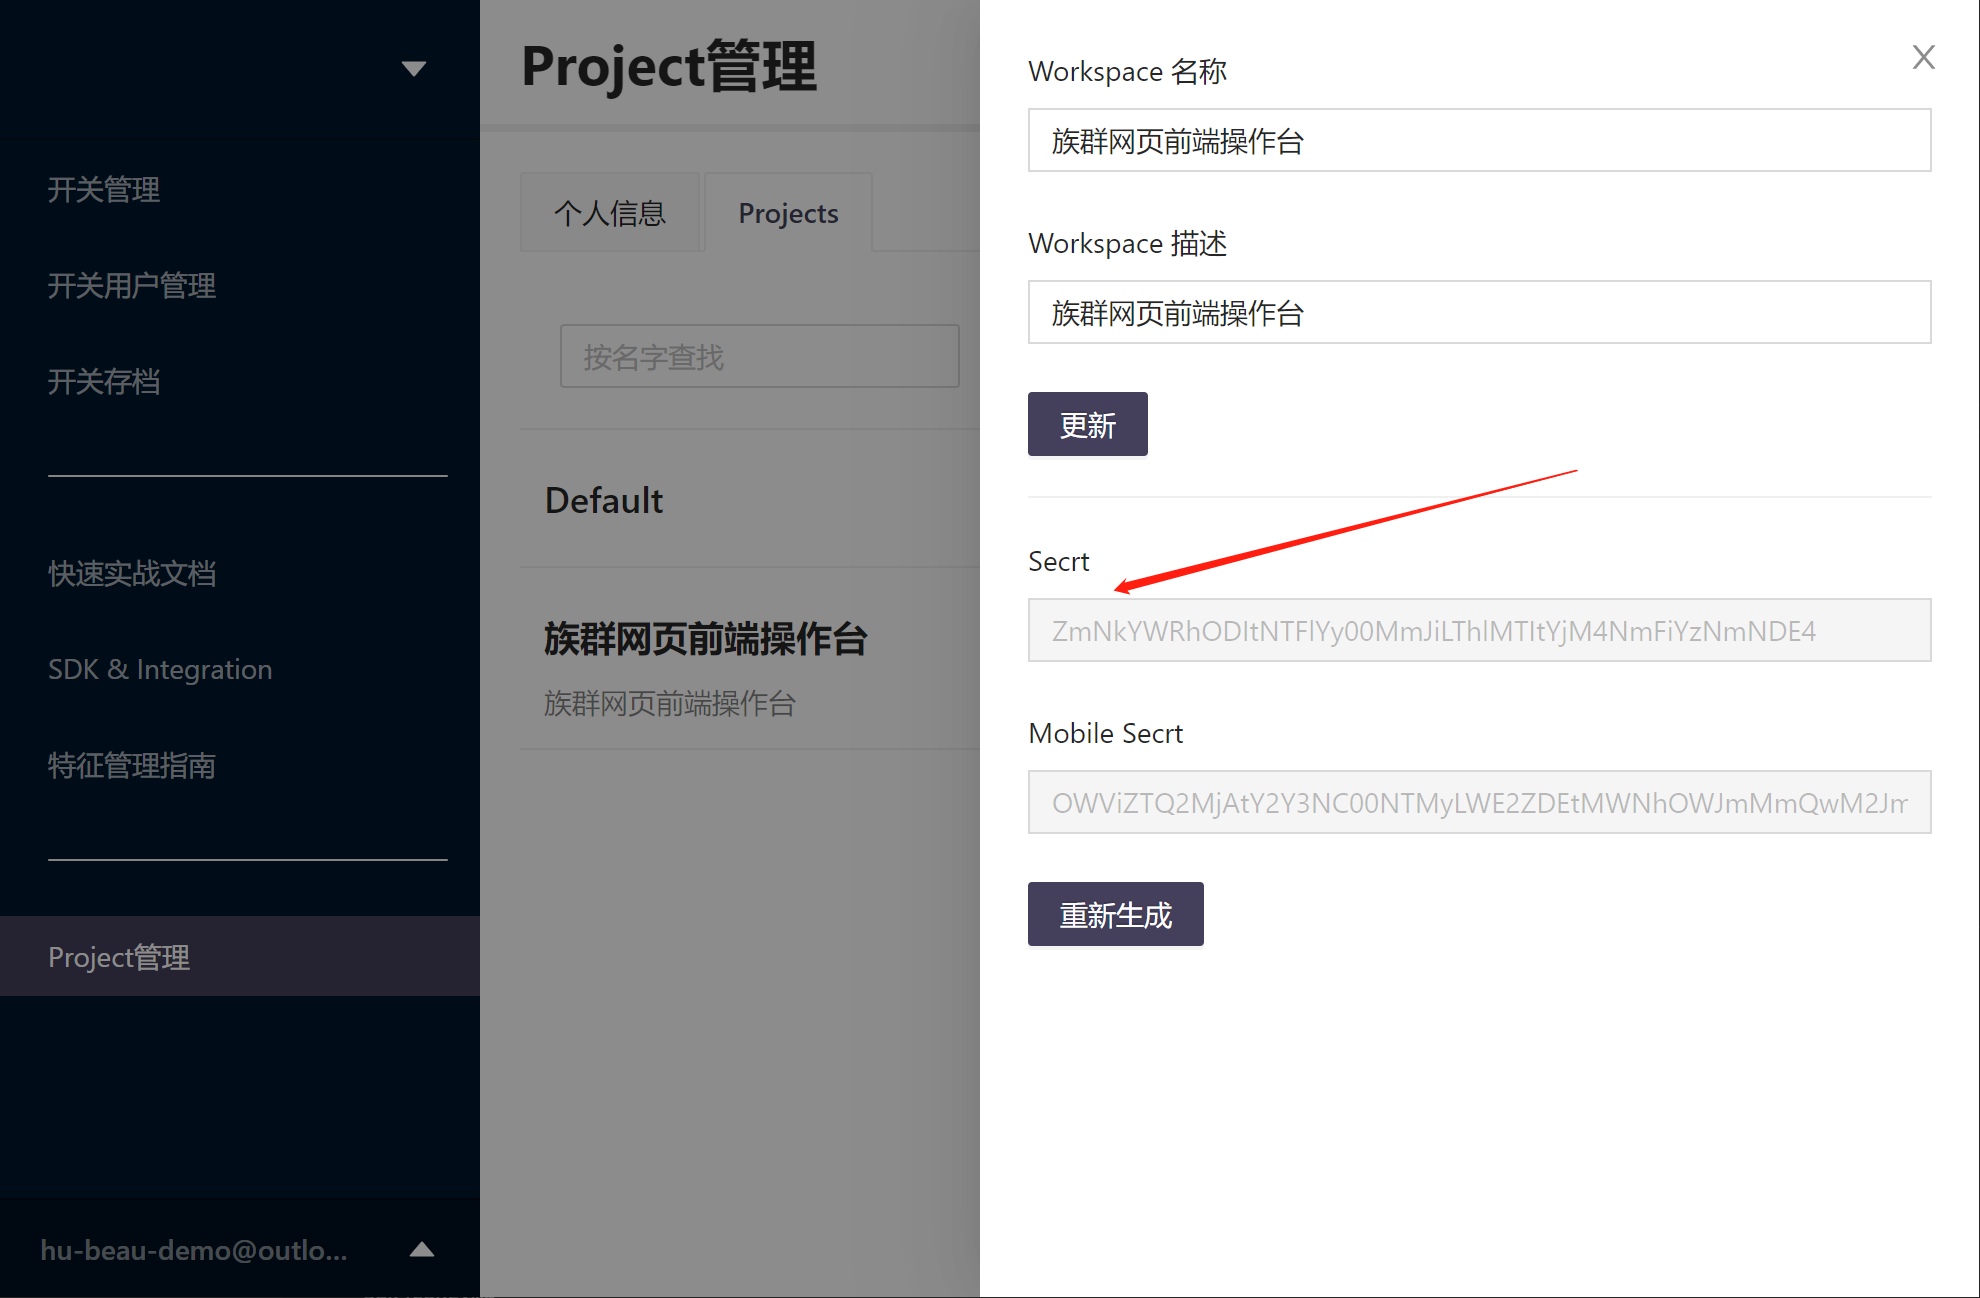 开关管理
开关用户管理
开关存档
快速实战文档
SDK & Integration
特征管理指南
Project管理
hu-beau-demo@outlo...
Project管理
个人信息
Projects
按名字查找
Default
族群网页前端操作台
族群网页前端操作台
Workspace 名称
族群网页前端操作台
Workspace 描述
族群网页前端操作台
更新
Secrt
ZmNkYWRhODItNTFlYy00MmJiLThlMTItYjM4NmFiYzNmNDE4
Mobile Secrt
OWViZTQ2MjAtY2Y3NC00NTMyLWE2ZDEtMWNhOWJmMmQwM2Jm
重新生成